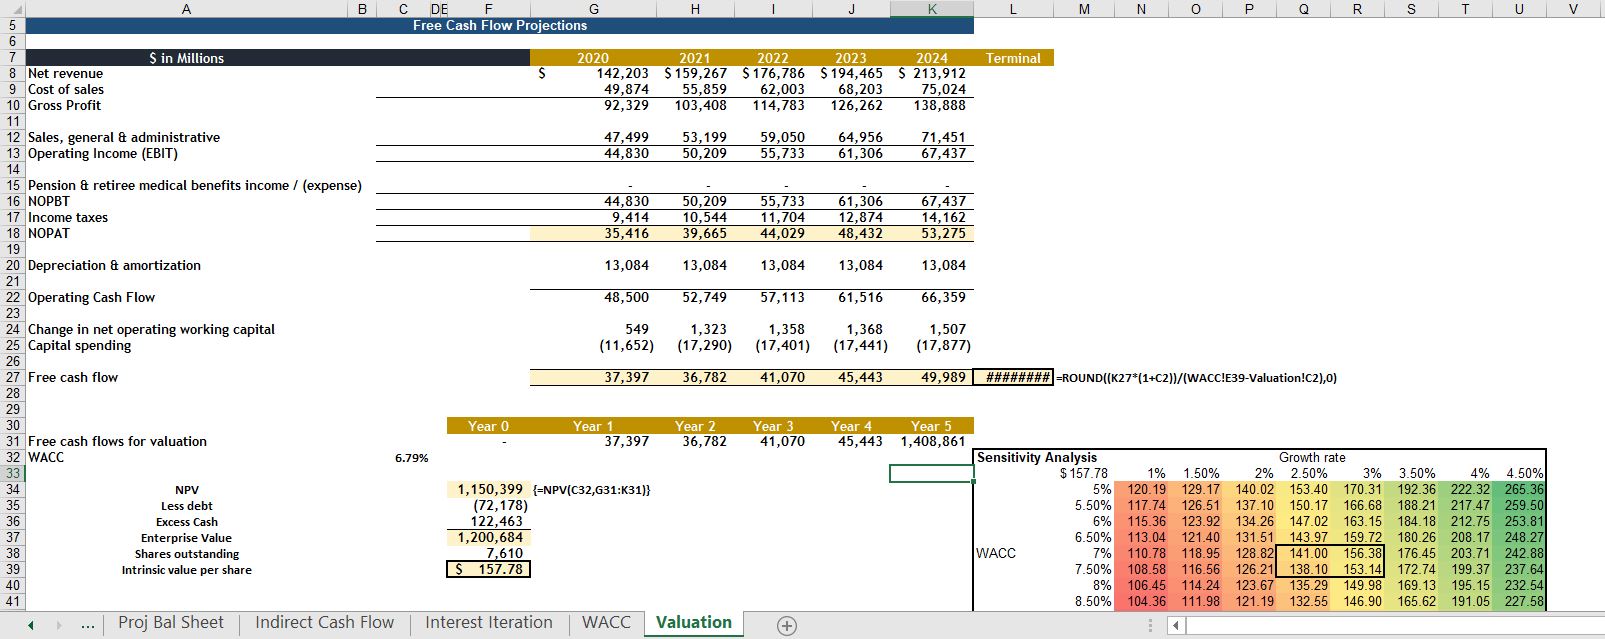 A B C D E F G H I J K L M N O P Q R S T U V
5 Free Cash Flow Projections
6
7 $ in Millions 2020 2021 2022 2023 2024 Terminal
8 Net revenue $ 142,203 $ 159,267 $ 176,786 $ 194,465 $ 213,912
9 Cost of sales 49,874 55,859 62,003 68,203 75,024
10 Gross Profit 92,329 103,408 114,783 126,262 138,888
11
12 Sales, general & administrative 47,499 53,199 59,050 64,956 71,451
13 Operating Income (EBIT) 44,830 50,209 55,733 61,306 67,437
14
15 Pension & retiree medical benefits income / (expense) - - - - -
16 NOPBT 44,830 50,209 55,733 61,306 67,437
17 Income taxes 9,414 10,544 11,704 12,874 14,162
18 NOPAT 35,416 39,665 44,029 48,432 53,275
19
20 Depreciation & amortization 13,084 13,084 13,084 13,084 13,084
21
22 Operating Cash Flow 48,500 52,749 57,113 61,516 66,359
23
24 Change in net operating working capital 549 1,323 1,358 1,368 1,507
25 Capital spending (11,652) (17,290) (17,401) (17,441) (17,877)
26
27 Free cash flow 37,397 36,782 41,070 45,443 49,989 ######## =ROUND((K27*(1+C2))/(WACC!E39-Valuation!C2),0)
28
29
30 Year 0 Year 1 Year 2 Year 3 Year 4 Year 5
31 Free cash flows for valuation - 37,397 36,782 41,070 45,443 1,408,861
32 WACC 6.79% Sensitivity Analysis Growth rate
33 $ 157.78 1% 1.50% 2% 2.50% 3% 3.50% 4% 4.50%
34 NPV 1,150,399 {=NPV(C32,G31:K31)} 5% 120.19 129.17 140.02 153.40 170.31 192.36 222.32 265.36
35 Less debt (72,178) 5.50% 117.74 126.51 137.10 150.17 166.68 188.21 217.47 259.50
36 Excess Cash 122,463 6% 115.36 123.92 134.26 147.02 163.15 184.18 212.75 253.81
37 Enterprise Value 1,200,684 6.50% 113.04 121.40 131.51 143.97 159.72 180.26 208.17 248.27
38 Shares outstanding 7,610 WACC 7% 110.78 118.95 128.82 141.00 156.38 176.45 203.71 242.88
39 Intrinsic value per share $ 157.78 7.50% 108.58 116.56 126.21 138.10 153.14 172.74 199.37 237.64
40 8% 106.45 114.24 123.67 135.29 149.98 169.13 195.15 232.54
41 8.50% 104.36 111.98 121.19 132.55 146.90 165.62 191.05 227.58
... Proj Bal Sheet Indirect Cash Flow Interest Iteration WACC Valuation